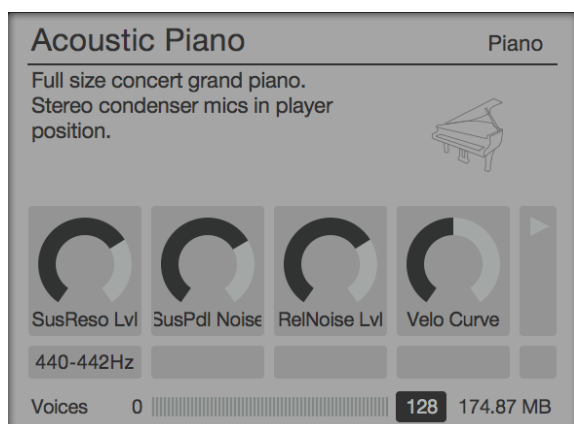 Acoustic Piano Piano
Full size concert grand piano.
Stereo condenser mics in player
position.
SusReso Lvl SusPdl Noise RelNoise Lvl Velo Curve
440-442Hz
Voices 0 128 174.87 MB